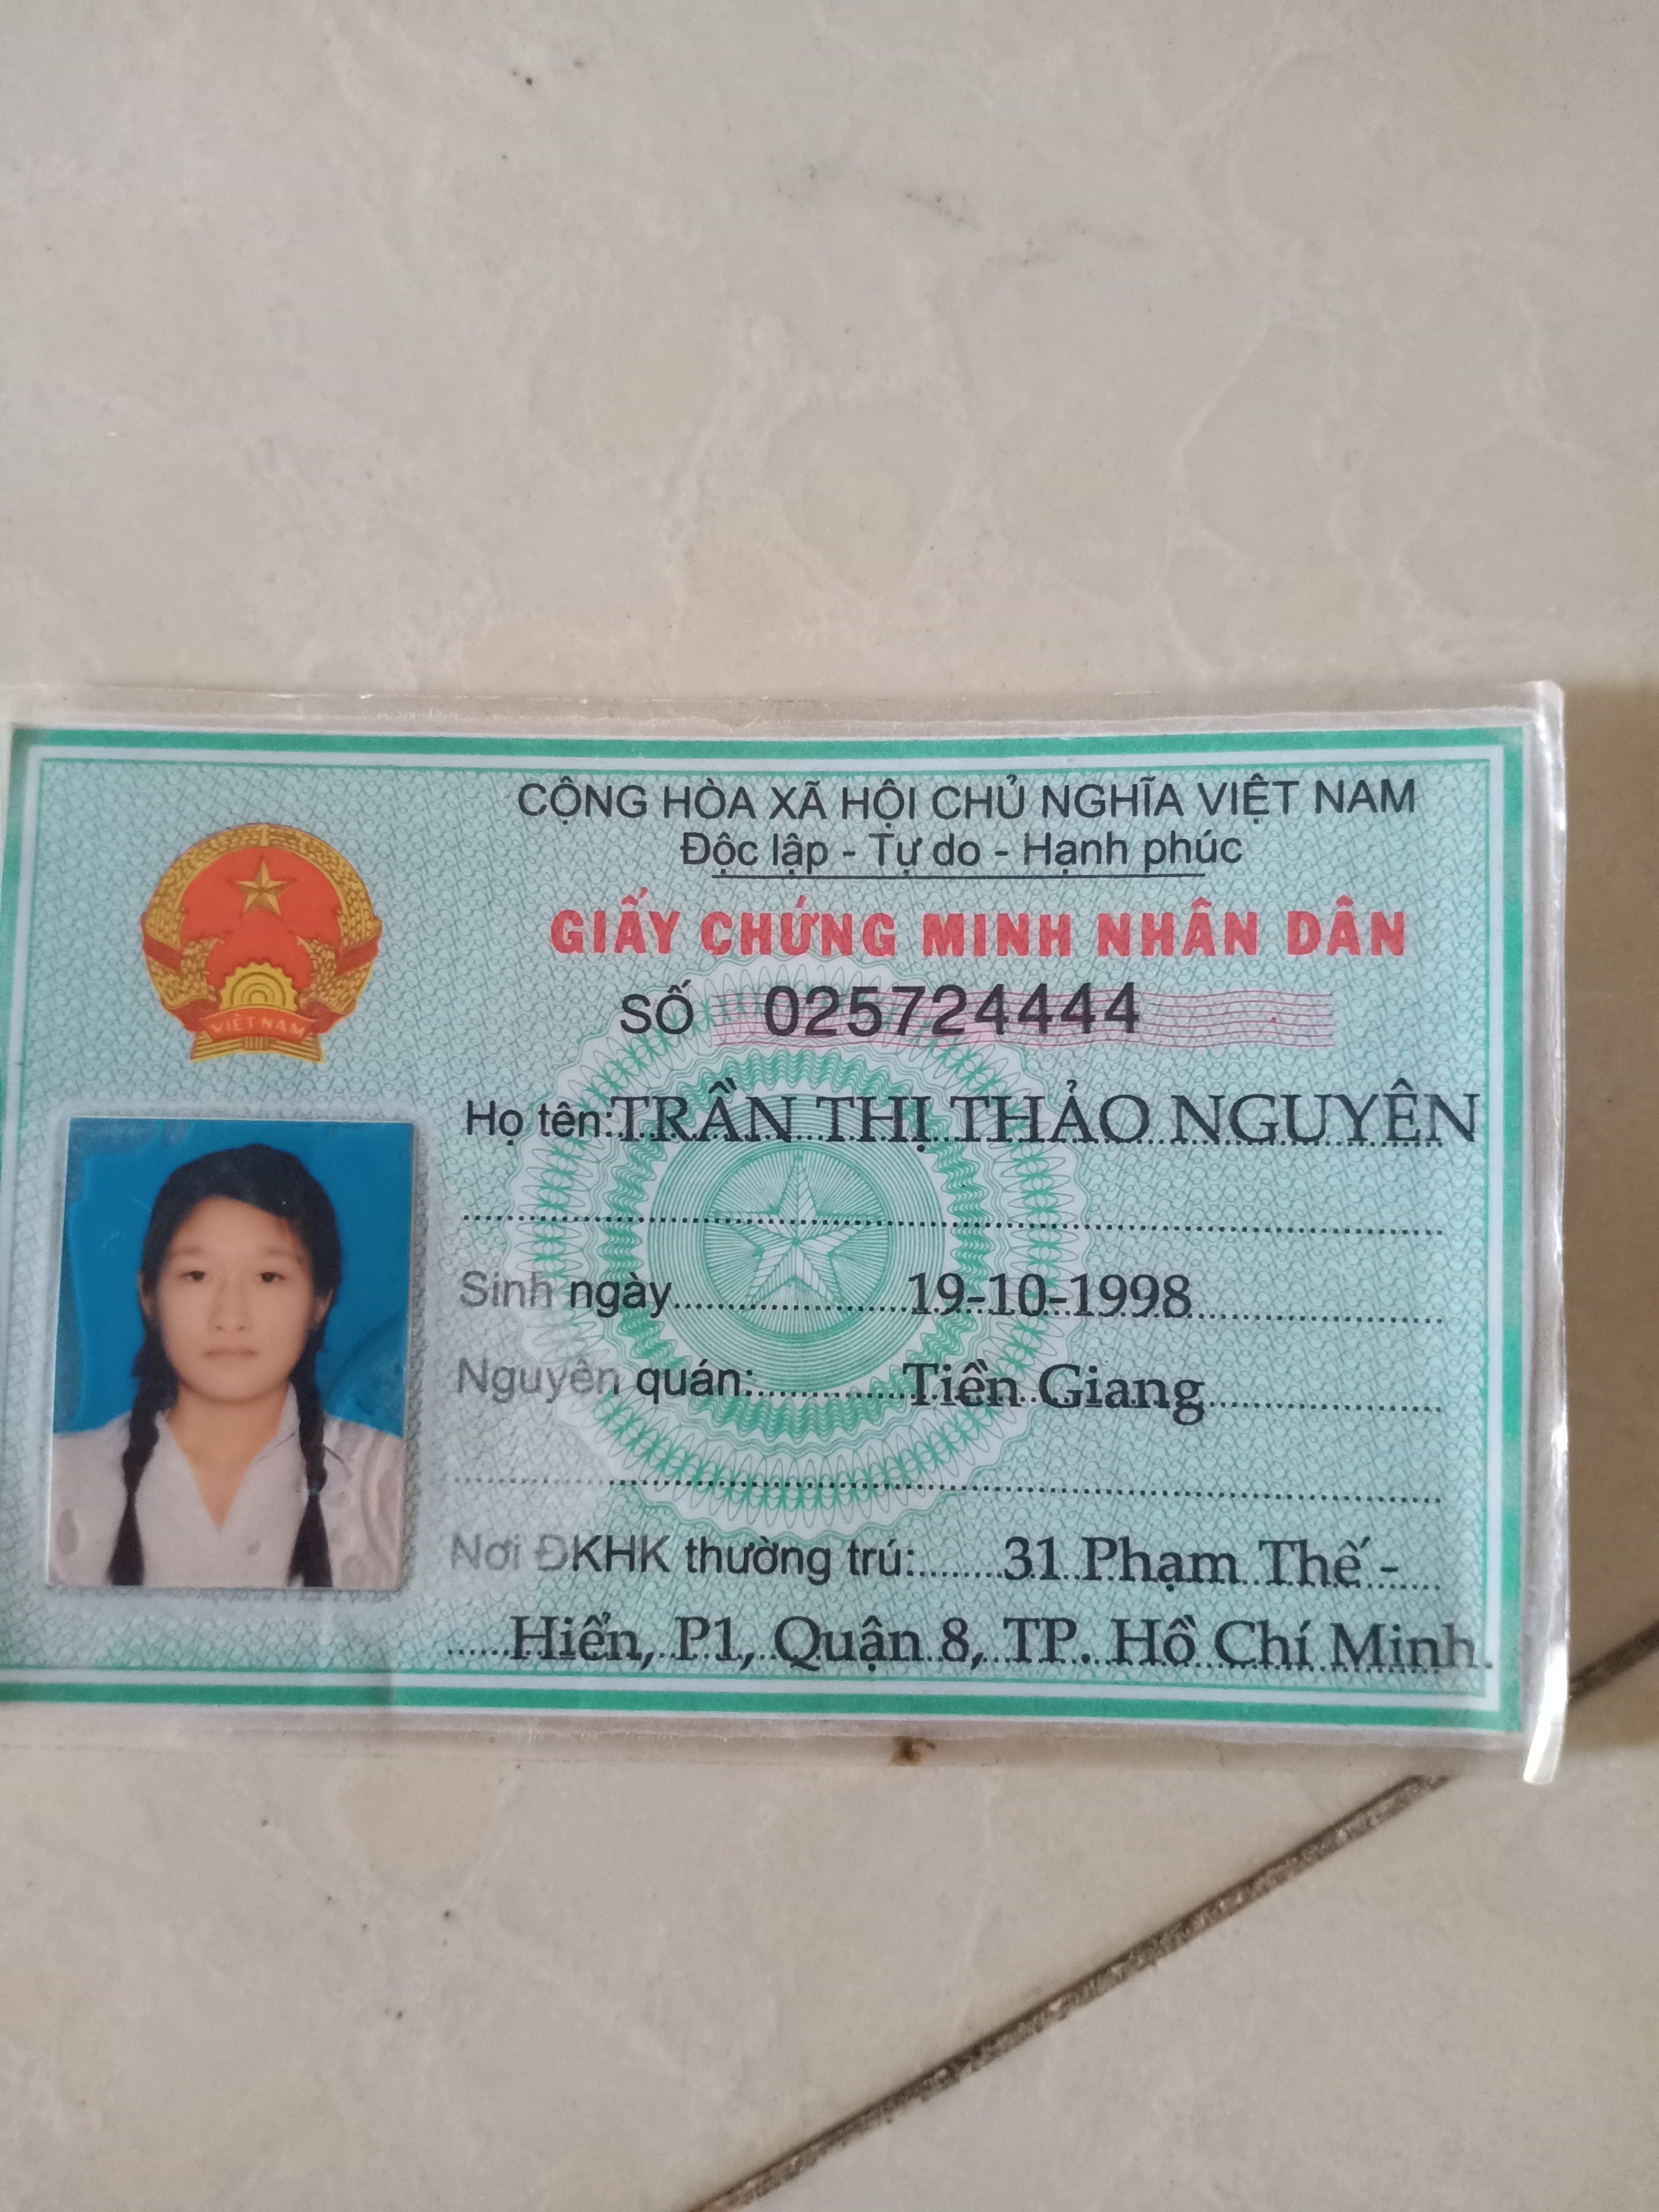 CỘNG HÒA XÃ HỘI CHỦ NGHĨA VIỆT NAM
Độc lập - Tự do - Hạnh phúc
GIẤY CHỨNG MINH NHÂN DÂN
SỐ 025724444
VIỆT NAM
Họ tên: TRẦN THỊ THẢO NGUYÊN
Sinh ngày 19-10-1998
Nguyên quán: Tiền Giang
Nơi ĐKHK thường trú: 31 Phạm Thế -
Hiển, P1, Quận 8, TP. Hồ Chí Minh.